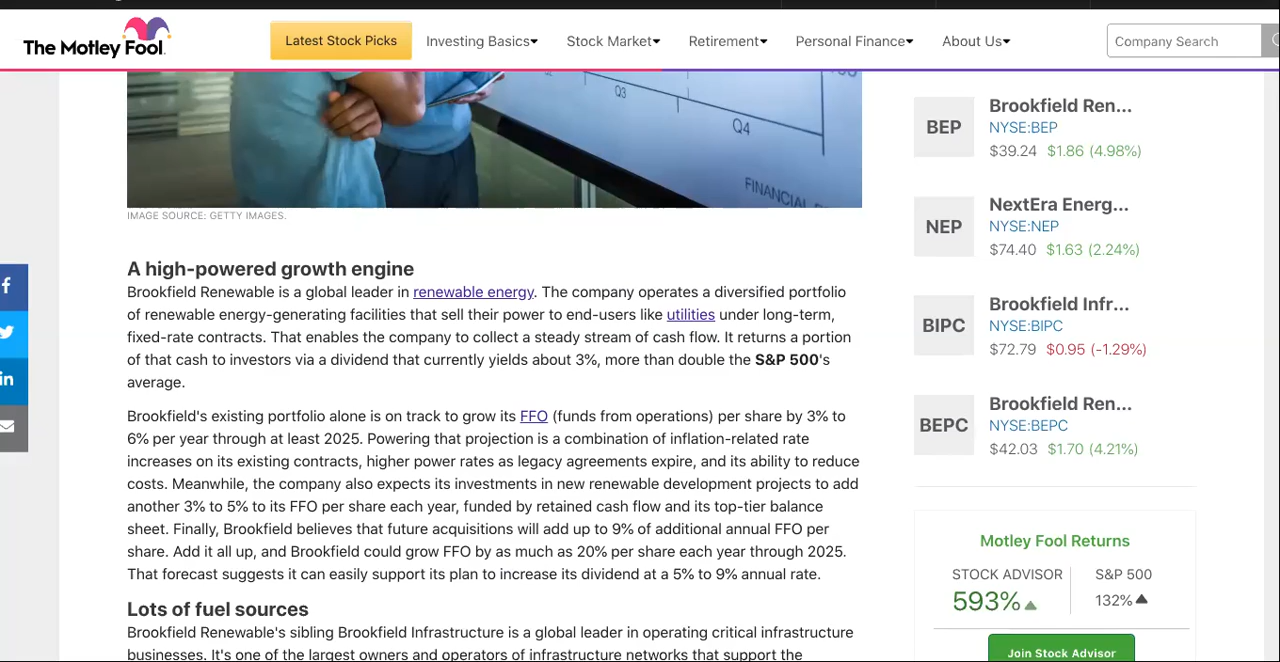 The Motley Fool.
Latest Stock Picks
Investing Basics▾
Stock Market▾
Retirement▾
Personal Finance▾
About Us▾
Company Search
Q3
Q4
FINANCIAL
IMAGE SOURCE: GETTY IMAGES.
A high-powered growth engine
Brookfield Renewable is a global leader in renewable energy. The company operates a diversified portfolio
of renewable energy-generating facilities that sell their power to end-users like utilities under long-term,
fixed-rate contracts. That enables the company to collect a steady stream of cash flow. It returns a portion
of that cash to investors via a dividend that currently yields about 3%, more than double the S&P 500's
average.
Brookfield's existing portfolio alone is on track to grow its FFO (funds from operations) per share by 3% to
6% per year through at least 2025. Powering that projection is a combination of inflation-related rate
increases on its existing contracts, higher power rates as legacy agreements expire, and its ability to reduce
costs. Meanwhile, the company also expects its investments in new renewable development projects to add
another 3% to 5% to its FFO per share each year, funded by retained cash flow and its top-tier balance
sheet. Finally, Brookfield believes that future acquisitions will add up to 9% of additional annual FFO per
share. Add it all up, and Brookfield could grow FFO by as much as 20% per share each year through 2025.
That forecast suggests it can easily support its plan to increase its dividend at a 5% to 9% annual rate.
Lots of fuel sources
Brookfield Renewable's sibling Brookfield Infrastructure is a global leader in operating critical infrastructure
businesses. It's one of the largest owners and operators of infrastructure networks that support the
BEP
Brookfield Ren...
NYSE:BEP
$39.24 $1.86 (4.98%)
NEP
NextEra Energ...
NYSE:NEP
$74.40 $1.63 (2.24%)
BIPC
Brookfield Infr...
NYSE:BIPC
$72.79 $0.95 (-1.29%)
BEPC
Brookfield Ren...
NYSE:BEPC
$42.03 $1.70 (4.21%)
Motley Fool Returns
STOCK ADVISOR
593%
S&P 500
132%
Join Stock Advisor